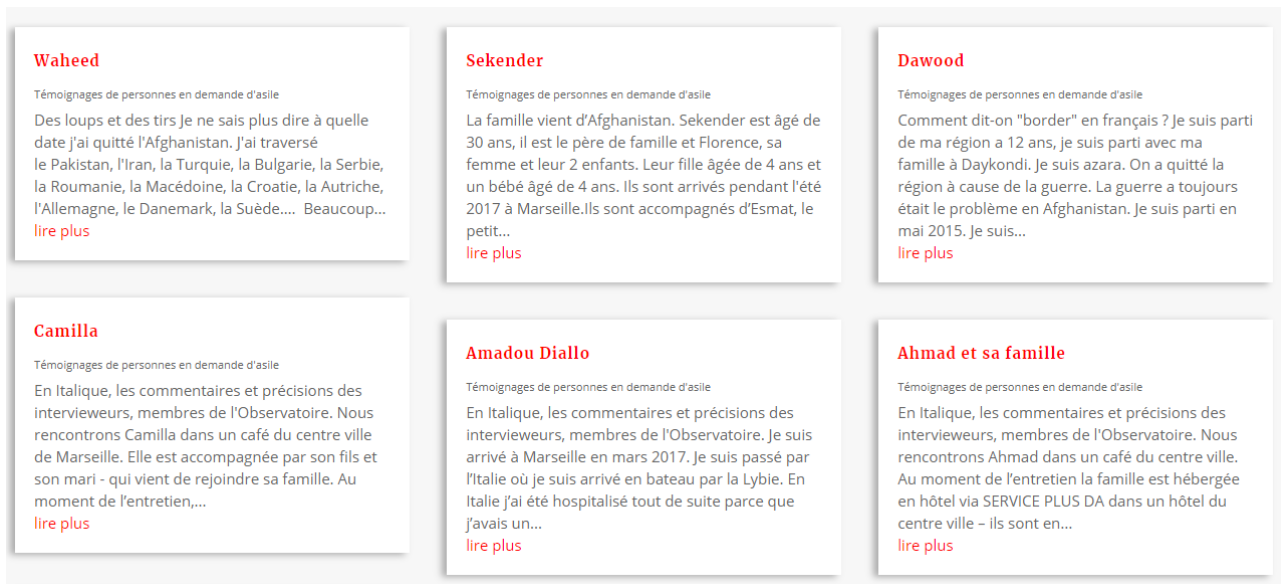 Waheed
Témoignages de personnes en demande d'asile
Des loups et des tirs Je ne sais plus dire à quelle
date j'ai quitté l'Afghanistan. J'ai traversé
le Pakistan, l'Iran, la Turquie, la Bulgarie, la Serbie,
la Roumanie, la Macédoine, la Croatie, la Autriche,
l'Allemagne, le Danemark, la Suède.... Beaucoup...
lire plus
Sekender
Témoignages de personnes en demande d'asile
La famille vient d’Afghanistan. Sekender est âgé de
30 ans, il est le père de famille et Florence, sa
femme et leur 2 enfants. Leur fille âgée de 4 ans et
un bébé âgé de 4 ans. Ils sont arrivés pendant l'été
2017 à Marseille.Ils sont accompagnés d’Esmat, le
petit...
lire plus
Dawood
Témoignages de personnes en demande d'asile
Comment dit-on "border" en français ? Je suis parti
de ma région a 12 ans, je suis parti avec ma
famille à Daykondi. Je suis azara. On a quitté la
région à cause de la guerre. La guerre a toujours
était le problème en Afghanistan. Je suis parti en
mai 2015. Je suis...
lire plus
Camilla
Témoignages de personnes en demande d'asile
En Italique, les commentaires et précisions des
intervieweurs, membres de l'Observatoire. Nous
rencontrons Camilla dans un café du centre ville
de Marseille. Elle est accompagnée par son fils et
son mari - qui vient de rejoindre sa famille. Au
moment de l’entretien,...
lire plus
Amadou Diallo
Témoignages de personnes en demande d'asile
En Italique, les commentaires et précisions des
intervieweurs, membres de l'Observatoire. Je suis
arrivé à Marseille en mars 2017. Je suis passé par
l’Italie où je suis arrivé en bateau par la Lybie. En
Italie j’ai été hospitalisé tout de suite parce que
j’avais un...
lire plus
Ahmad et sa famille
Témoignages de personnes en demande d'asile
En Italique, les commentaires et précisions des
intervieweurs, membres de l'Observatoire. Nous
rencontrons Ahmad dans un café du centre ville.
Au moment de l’entretien la famille est hébergée
en hôtel via SERVICE PLUS DA dans un hôtel du
centre ville – ils sont en...
lire plus